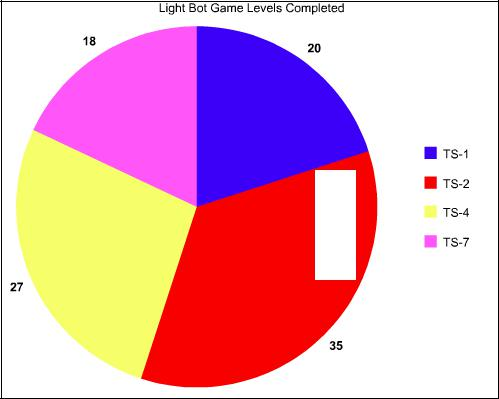 Light Bot Game Levels Completed
18
20
TS-1
TS-2
TS-4
TS-7
27
35